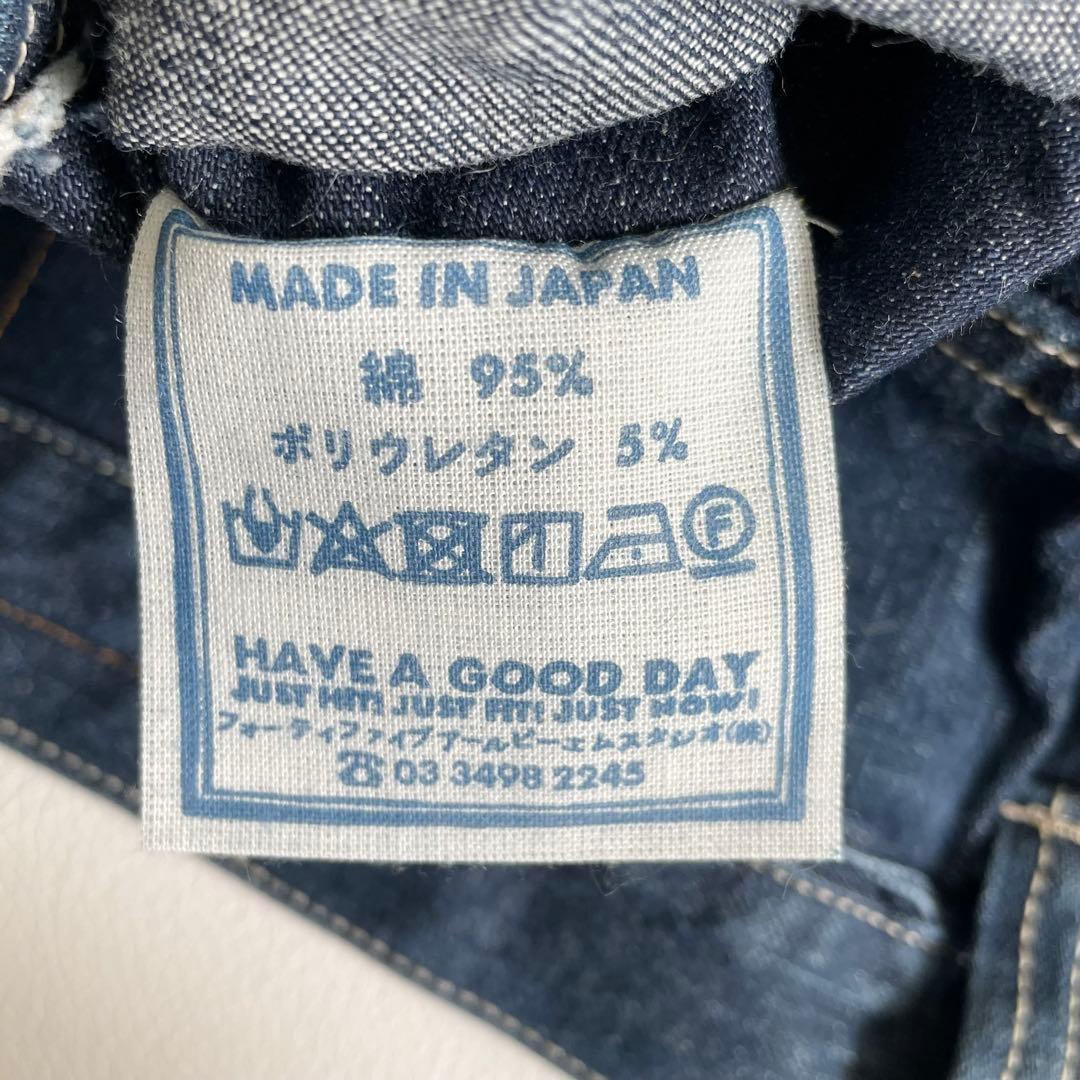 MADE IN JAPAN
綿 95%
ポリウレタン 5%
F
HAVE A GOOD DAY
JUST HIT! JUST FIT! JUST NOW!
フォーティファイブアールピーエムスタジオ(株)
☎ 03 3498 2245